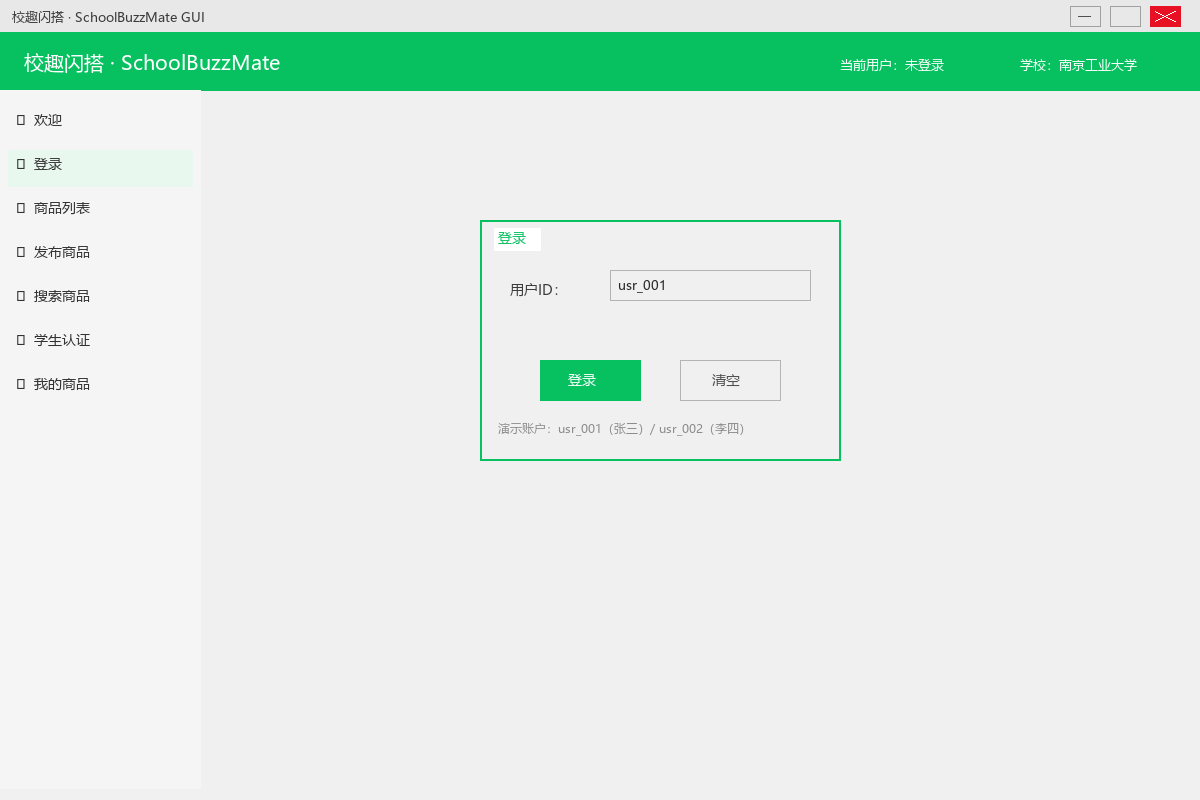 校趣闪搭 · SchoolBuzzMate GUI
校趣闪搭 · SchoolBuzzMate
当前用户：未登录
学校：南京工业大学
欢迎
登录
商品列表
发布商品
搜索商品
学生认证
我的商品
登录
用户ID：
usr_001
登录
清空
演示账户：usr_001（张三）/ usr_002（李四）